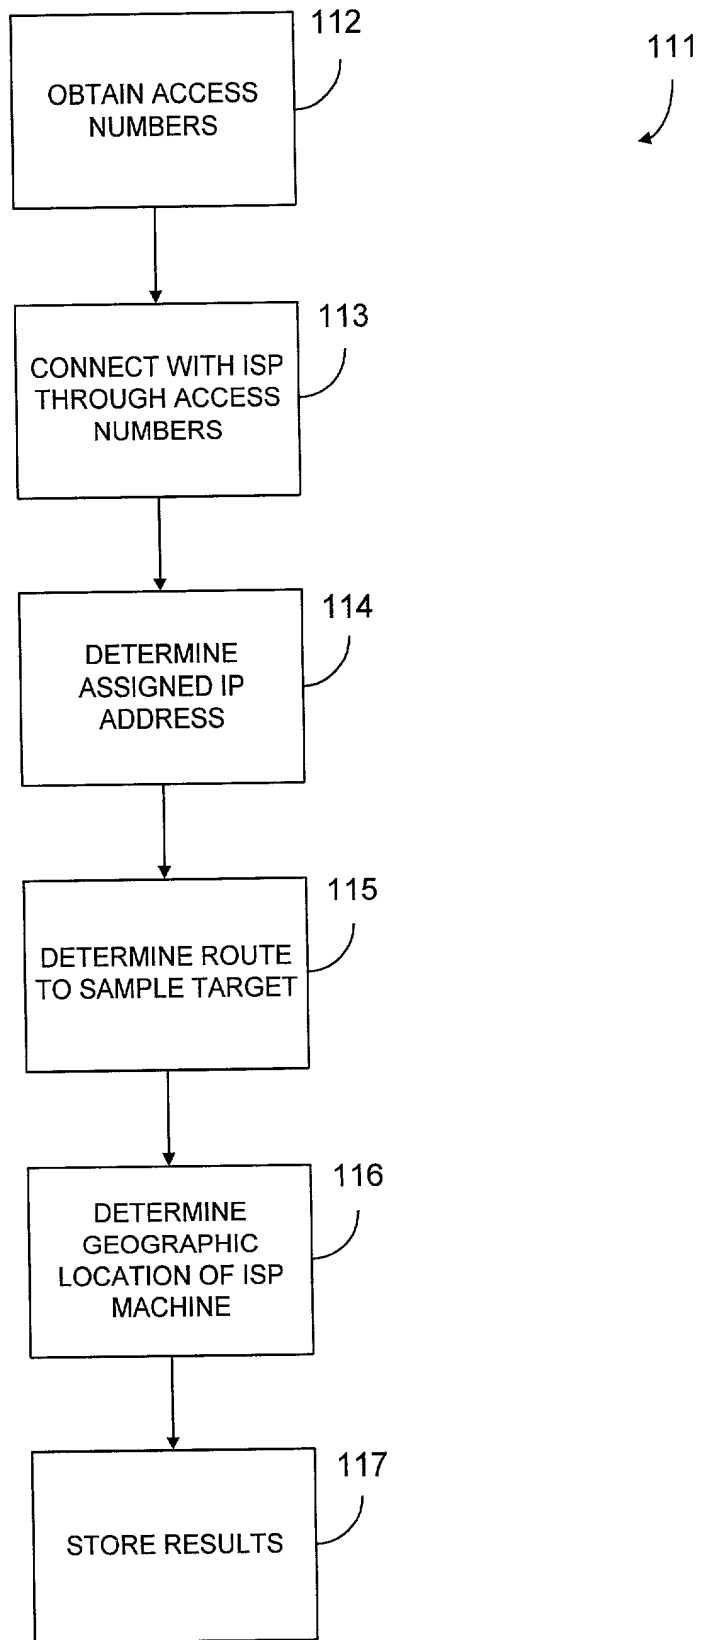 112
111
OBTAIN ACCESS
NUMBERS
113
CONNECT WITH ISP
THROUGH ACCESS
NUMBERS
114
DETERMINE
ASSIGNED IP
ADDRESS
115
DETERMINE ROUTE
TO SAMPLE TARGET
116
DETERMINE
GEOGRAPHIC
LOCATION OF ISP
MACHINE
117
STORE RESULTS